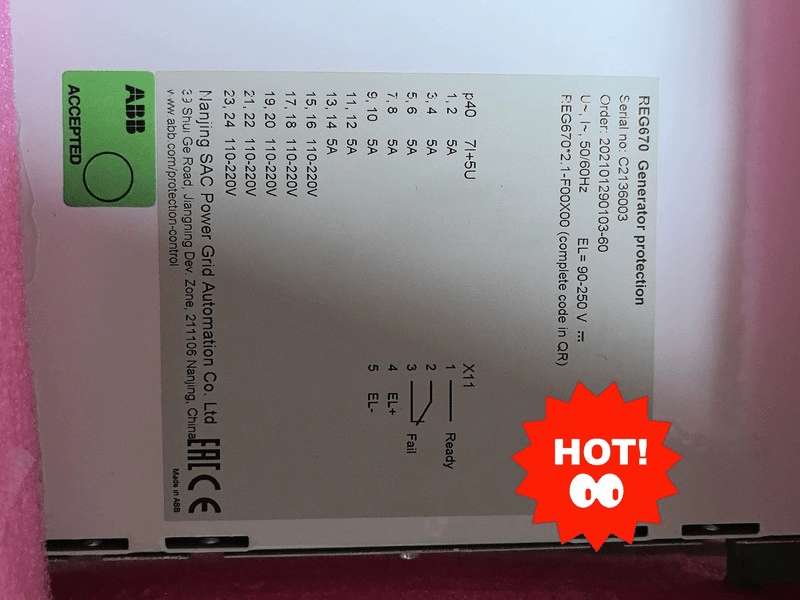 REG670 Generator protection
Serial no: C2136003
Order: 202101290103-60
U~, I~, 50/60Hz EL= 90-250 V
REG670*2.1-F00X00 (complete code in QR)
p40 7I+5U
1, 2 5A
3, 4 5A
5, 6 5A
7, 8 5A
9, 10 5A
11, 12 5A
13, 14 5A
15, 16 110-220V
17, 18 110-220V
19, 20 110-220V
21, 22 110-220V
23, 24 110-220V
X11
1 Ready
2
3 Fail
4 EL+
5 EL-
Nanjing SAC Power Grid Automation Co. Ltd
39 Shui Ge Road, Jiangning Dev. Zone, 211106 Nanjing, China
www.abb.com/protection-control
EAC CE
Made in ABB
ABB
ACCEPTED
HOT!